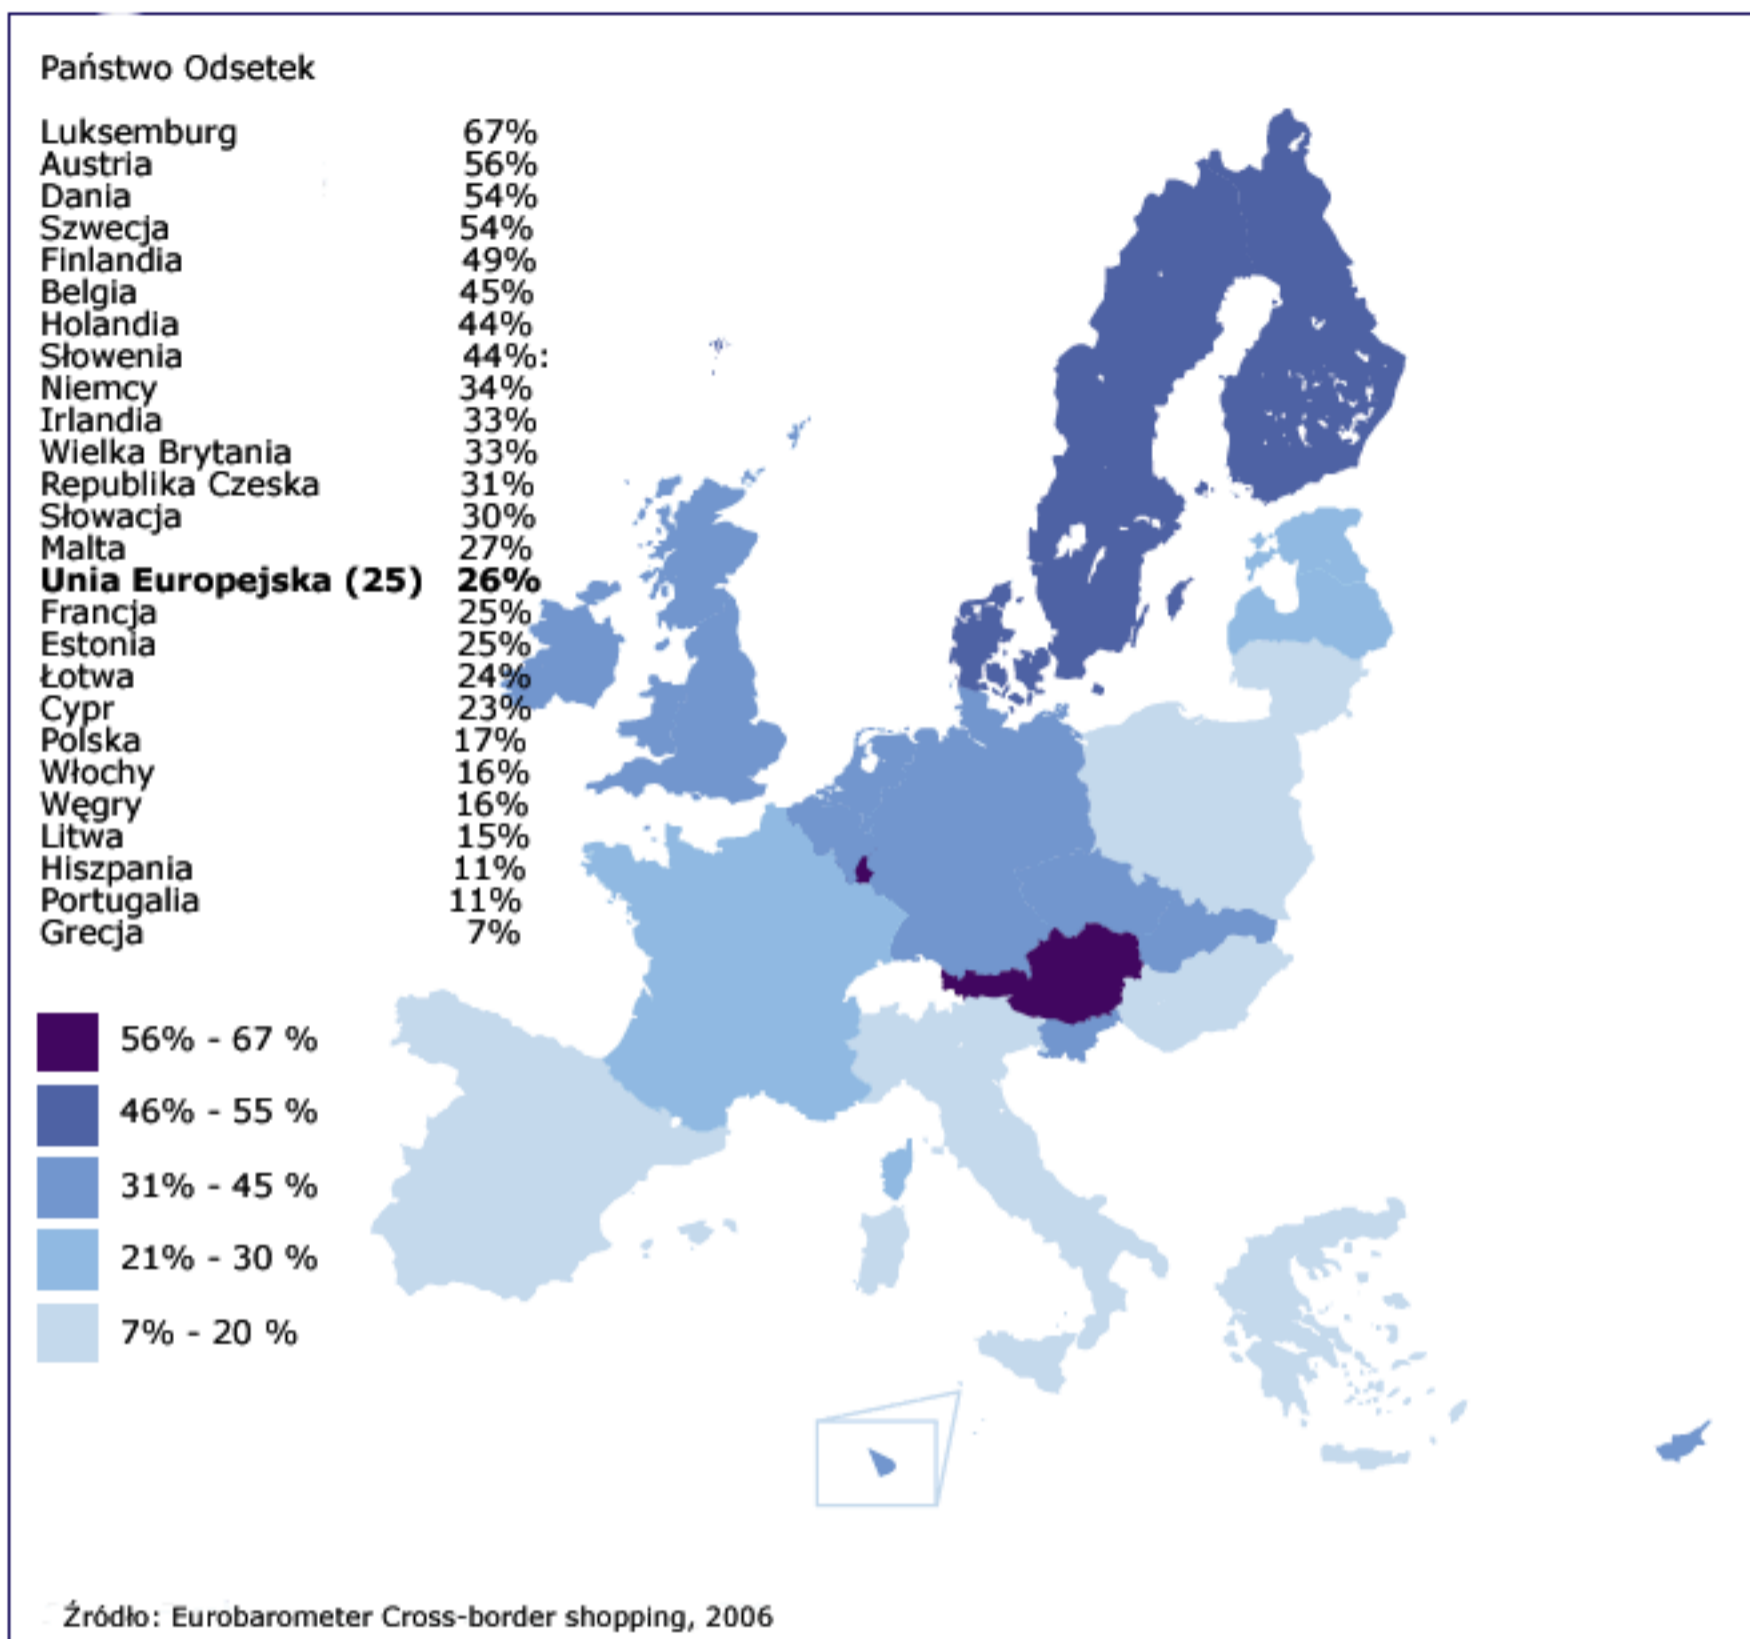 Państwo Odsetek
Luksemburg 67%
Austria 56%
Dania 54%
Szwecja 54%
Finlandia 49%
Belgia 45%
Holandia 44%
Słowenia 44%:
Niemcy 34%
Irlandia 33%
Wielka Brytania 33%
Republika Czeska 31%
Słowacja 30%
Malta 27%
Unia Europejska (25) 26%
Francja 25%
Estonia 25%
Łotwa 24%
Cypr 23%
Polska 17%
Włochy 16%
Węgry 16%
Litwa 15%
Hiszpania 11%
Portugalia 11%
Grecja 7%
56% - 67 %
46% - 55 %
31% - 45 %
21% - 30 %
7% - 20 %
Źródło: Eurobarometer Cross-border shopping, 2006